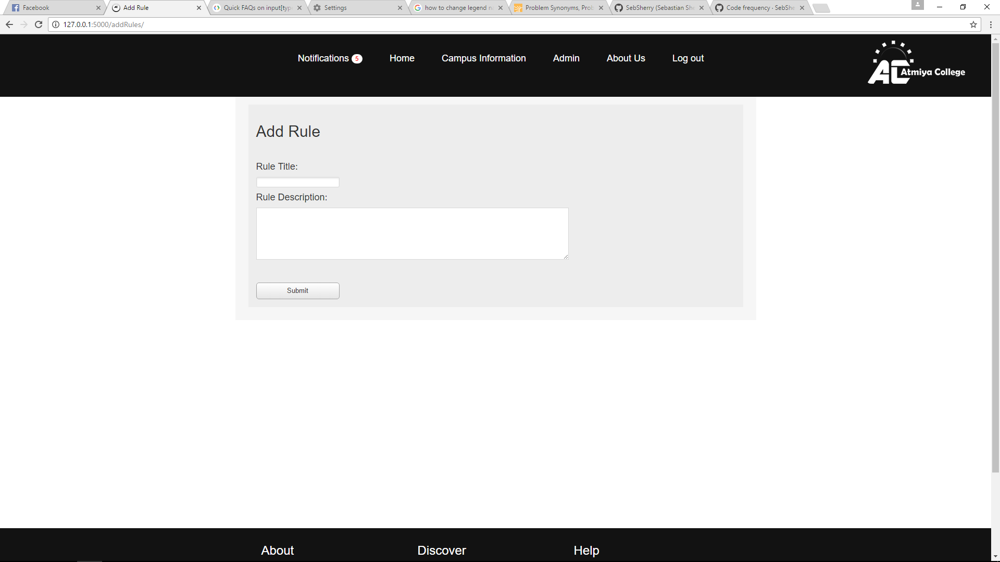 Facebook
Add Rule
Quick FAQs on input[typ
Settings
how to change legend n
Problem Synonyms, Prob
SebSherry (Sebastian She
Code frequency · SebShe
127.0.0.1:5000/addRules/
Notifications 5
Home
Campus Information
Admin
About Us
Log out
AC Atmiya College
Add Rule
Rule Title:
Rule Description:
Submit
About
Discover
Help